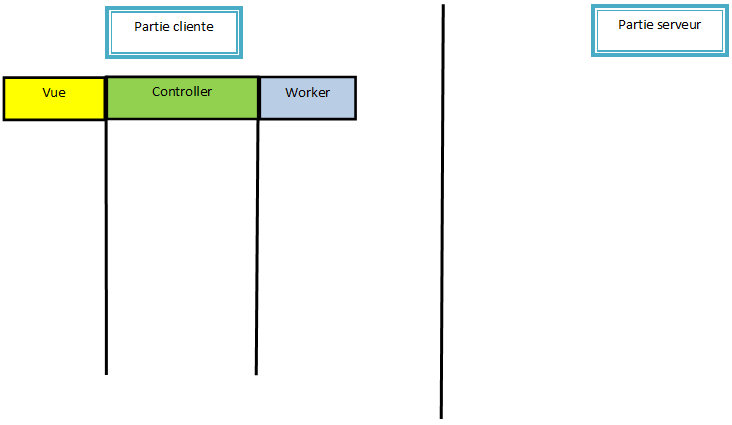 Partie cliente
Partie serveur
Vue
Controller
Worker